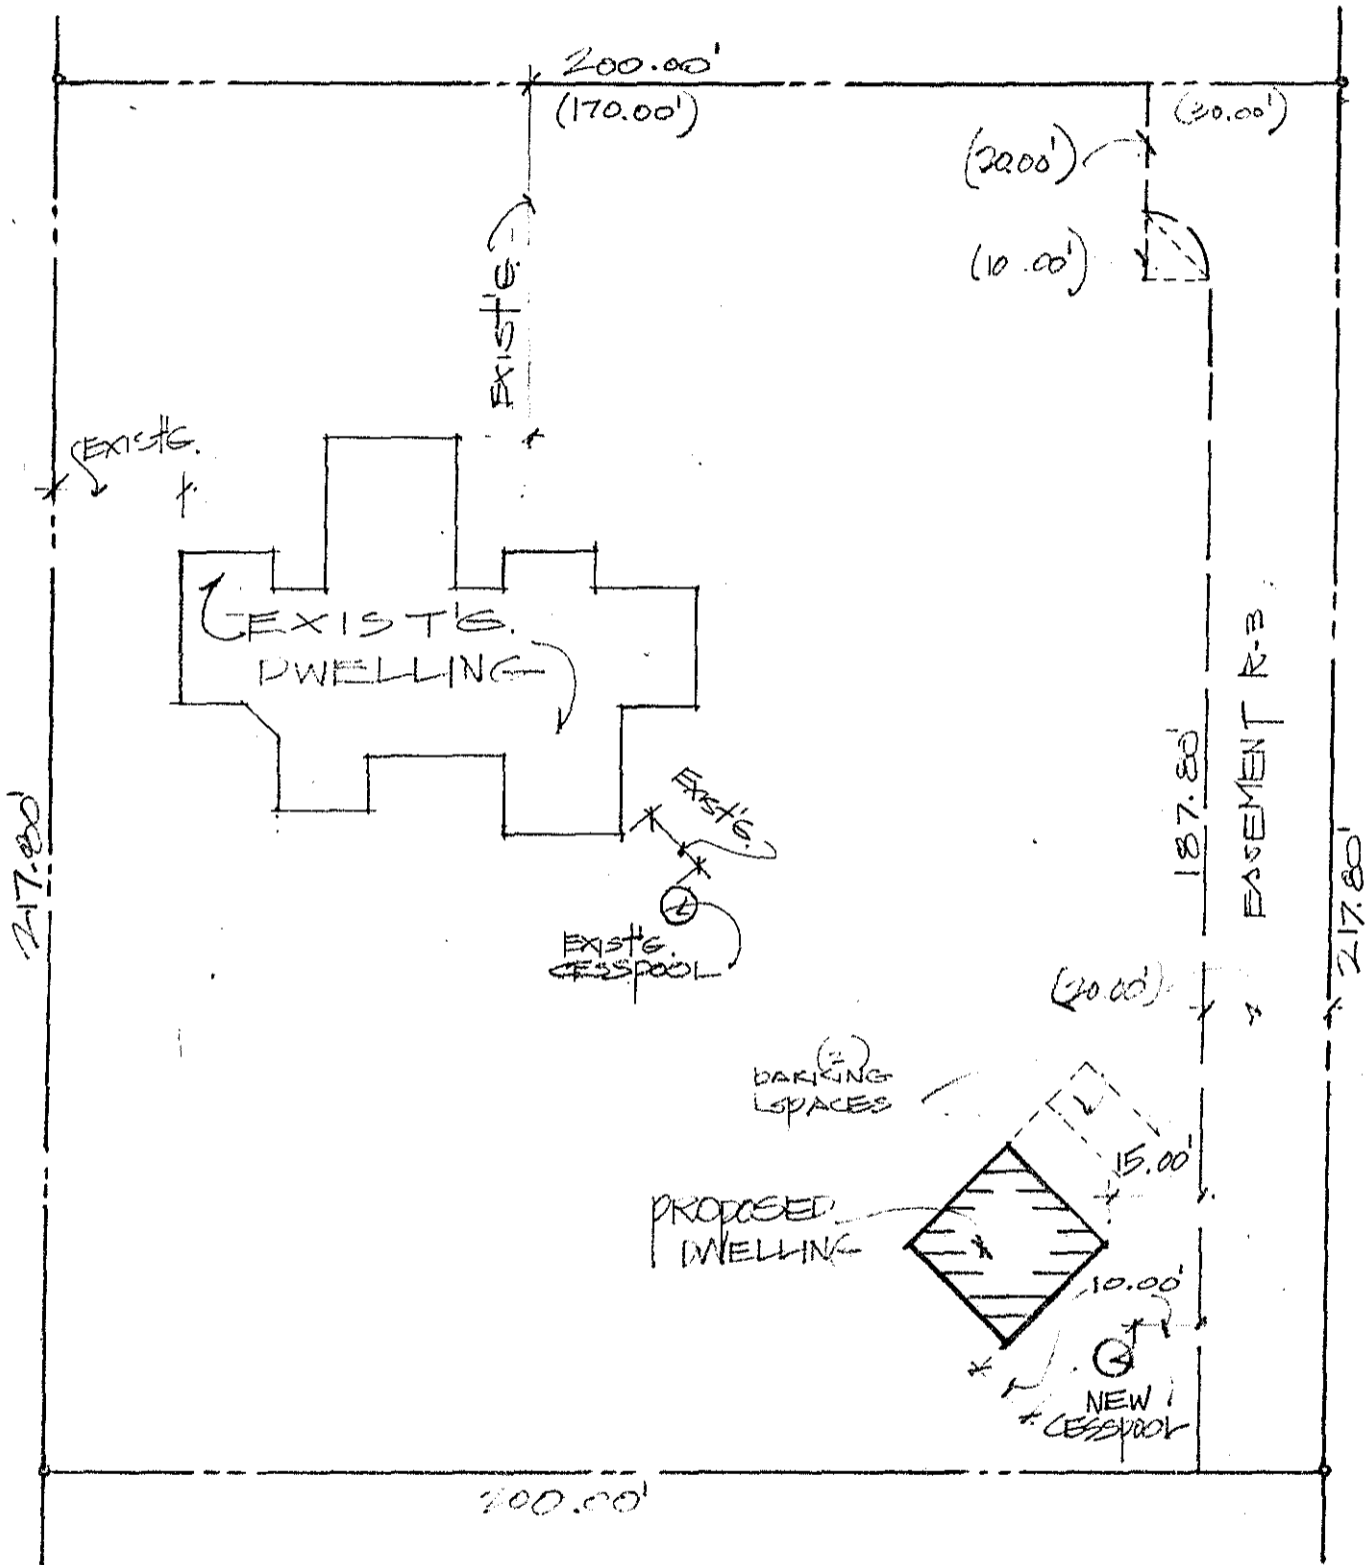 200.00'
(170.00')
(30.00')
(20.00')
(10.00')
EXIST'G.
EXIST'G.
EXIST'G.
DWELLING
217.80'
EXIST'G.
EXIST'G.
CESSPOOL
187.80'
EASEMENT R-3
217.80'
(20.00')
(2)
PARKING
SPACES
15.00'
PROPOSED
DWELLING
10.00'
NEW
CESSPOOL
200.00'